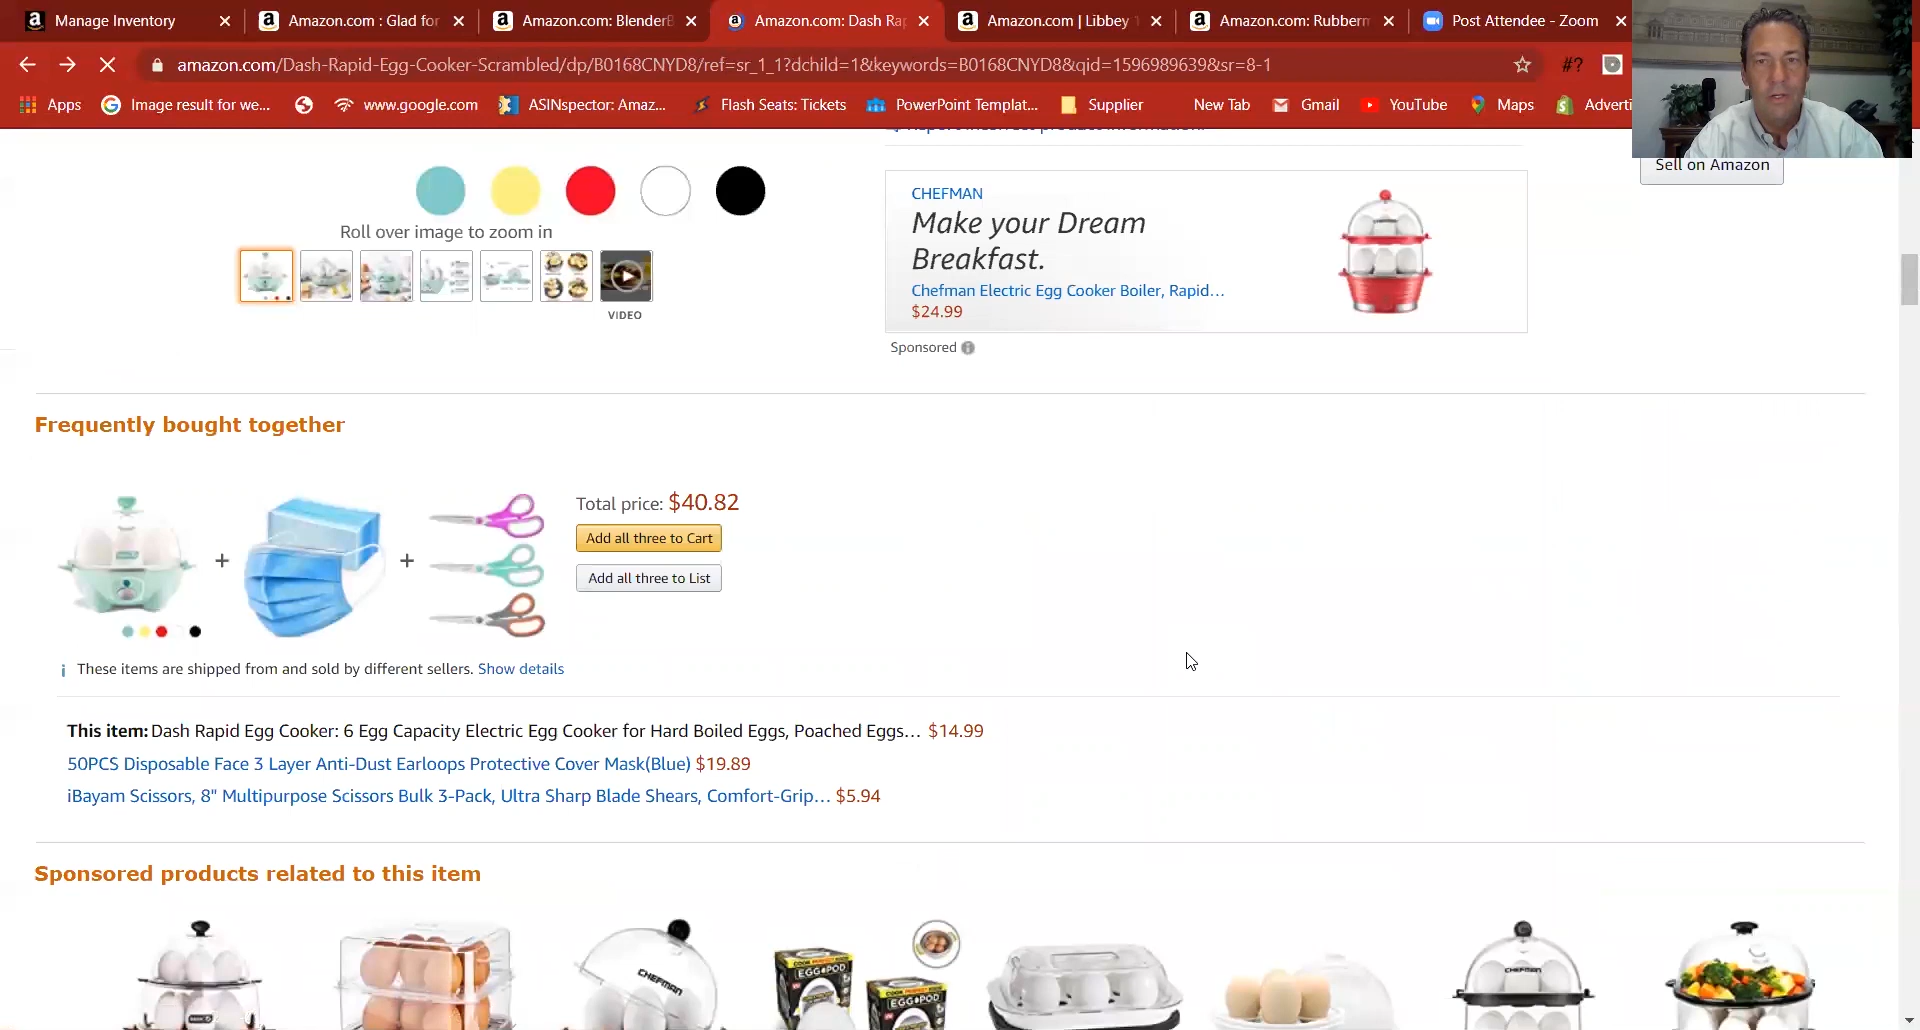 Manage Inventory
Amazon.com : Glad for
Amazon.com: BlenderB
Amazon.com: Dash Rap
Amazon.com | Libbey
Amazon.com: Rubberm
Post Attendee - Zoom
amazon.com/Dash-Rapid-Egg-Cooker-Scrambled/dp/B0168CNYD8/ref=sr_1_1?dchild=1&keywords=B0168CNYD8&qid=1596989639&sr=8-1
#?
Apps
Image result for we...
www.google.com
ASINspector: Amaz...
Flash Seats: Tickets
PowerPoint Templat...
Supplier
New Tab
Gmail
YouTube
Maps
Adverti
Report incorrect product information.
Sell on Amazon
Roll over image to zoom in
VIDEO
CHEFMAN
Make your Dream
Breakfast.
Chefman Electric Egg Cooker Boiler, Rapid...
$24.99
Sponsored
Frequently bought together
Total price: $40.82
Add all three to Cart
Add all three to List
+
+
These items are shipped from and sold by different sellers. Show details
This item: Dash Rapid Egg Cooker: 6 Egg Capacity Electric Egg Cooker for Hard Boiled Eggs, Poached Eggs… $14.99
50PCS Disposable Face 3 Layer Anti-Dust Earloops Protective Cover Mask(Blue) $19.89
iBayam Scissors, 8" Multipurpose Scissors Bulk 3-Pack, Ultra Sharp Blade Shears, Comfort-Grip… $5.94
Sponsored products related to this item
CHEFMAN
EGGPOD
EGGPOD
CHEFMAN